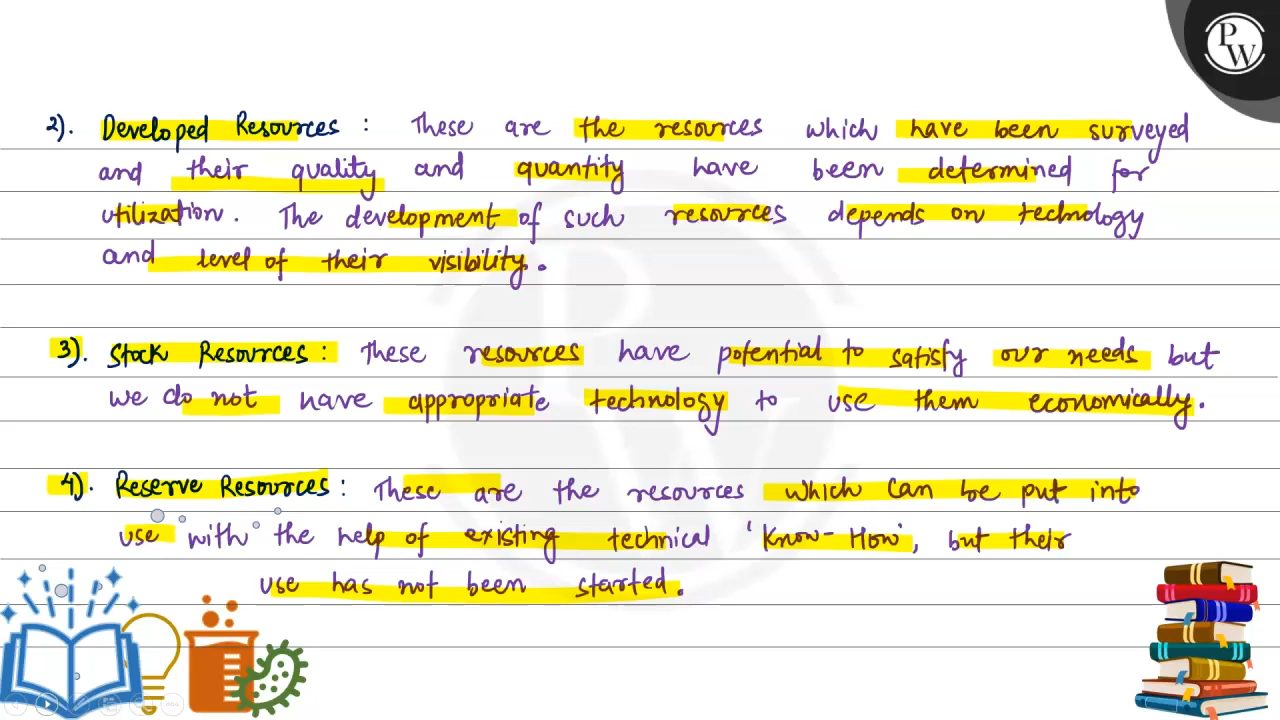 PW
2). Developed Resources : These are the resources which have been surveyed
and their quality and quantity have been determined for
utilization. The development of such resources depends on technology
and level of their visibility.
3). Stock Resources : These resources have potential to satisfy our needs but
we do not have appropriate technology to use them economically.
4). Reserve Resources : These are the resources which can be put into
use with the help of existing technical 'Know-How', but their
use has not been started.